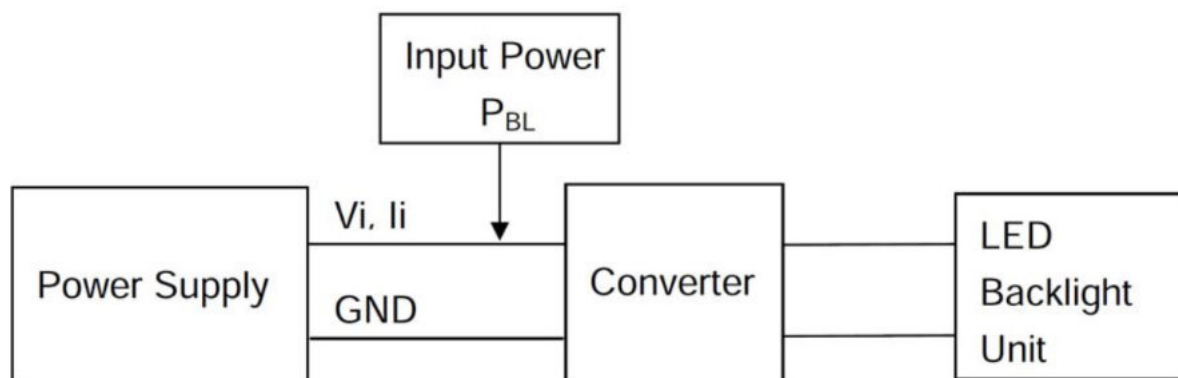 Input Power
PBL
Vi, Ii
Power Supply
GND
Converter
LED
Backlight
Unit